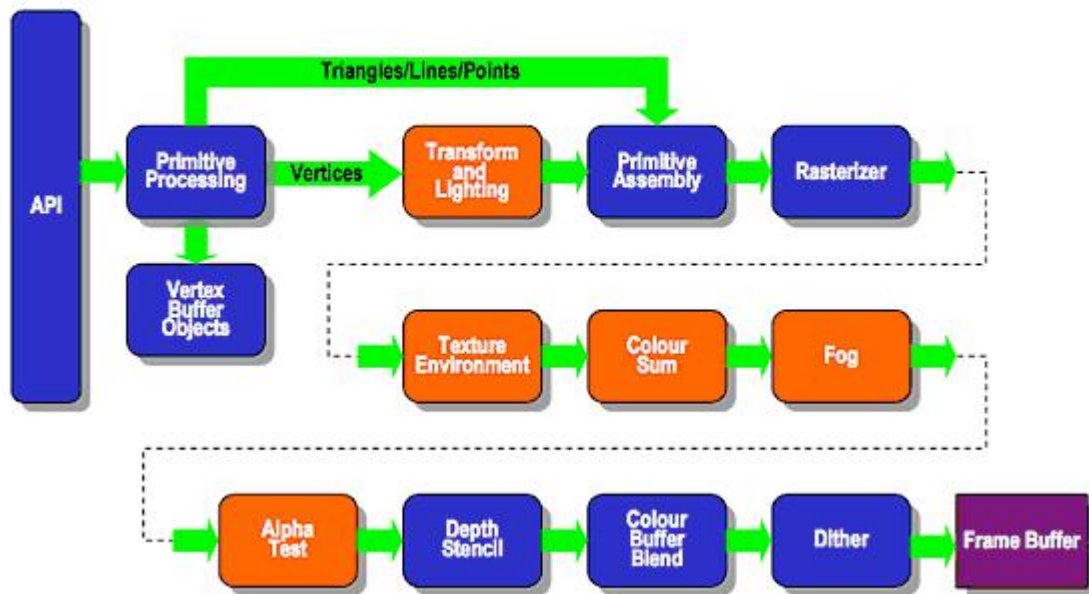 Triangles/Lines/Points
API
Primitive
Processing
Vertices
Transform
and
Lighting
Primitive
Assembly
Rasterizer
Vertex
Buffer
Objects
Texture
Environment
Colour
Sum
Fog
Alpha
Test
Depth
Stencil
Colour
Buffer
Blend
Dither
Frame Buffer